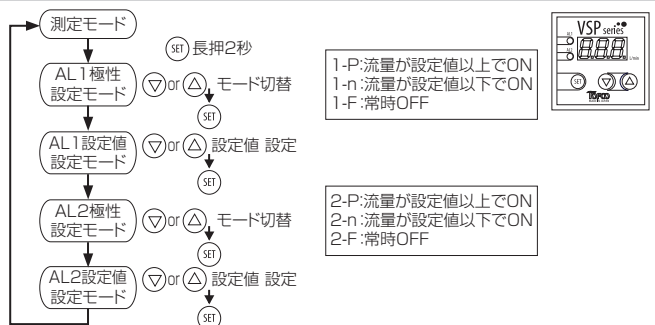 測定モード
SET 長押2秒
AL1極性
設定モード
▽ or △ モード切替
SET
1-P:流量が設定値以上でON
1-n:流量が設定値以下でON
1-F:常時OFF
AL1設定値
設定モード
▽ or △ 設定値 設定
SET
AL2極性
設定モード
▽ or △ モード切替
SET
2-P:流量が設定値以上でON
2-n:流量が設定値以下でON
2-F:常時OFF
AL2設定値
設定モード
▽ or △ 設定値 設定
SET
VSP series
AL1
888.
L/min
SET
TOFCO